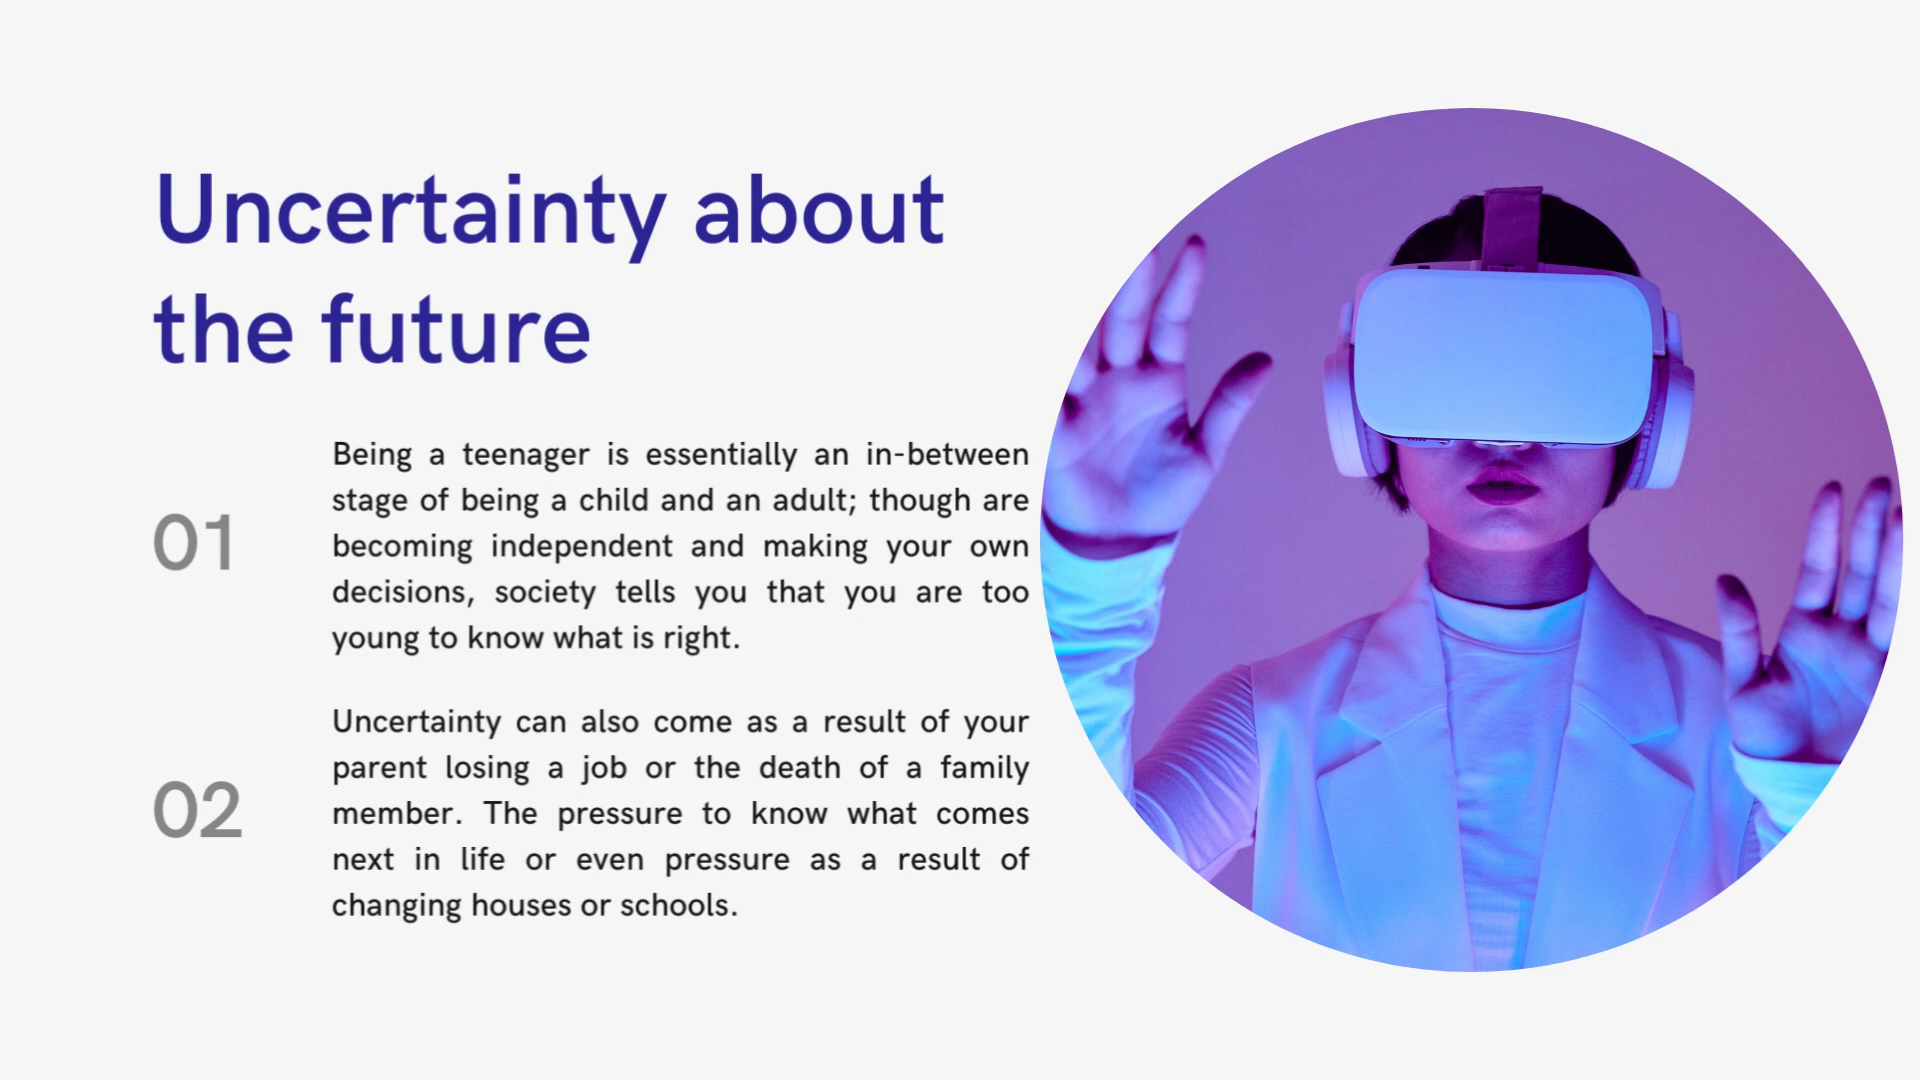 Uncertainty about
the future
01
Being a teenager is essentially an in-between
stage of being a child and an adult; though are
becoming independent and making your own
decisions, society tells you that you are too
young to know what is right.
02
Uncertainty can also come as a result of your
parent losing a job or the death of a family
member. The pressure to know what comes
next in life or even pressure as a result of
changing houses or schools.